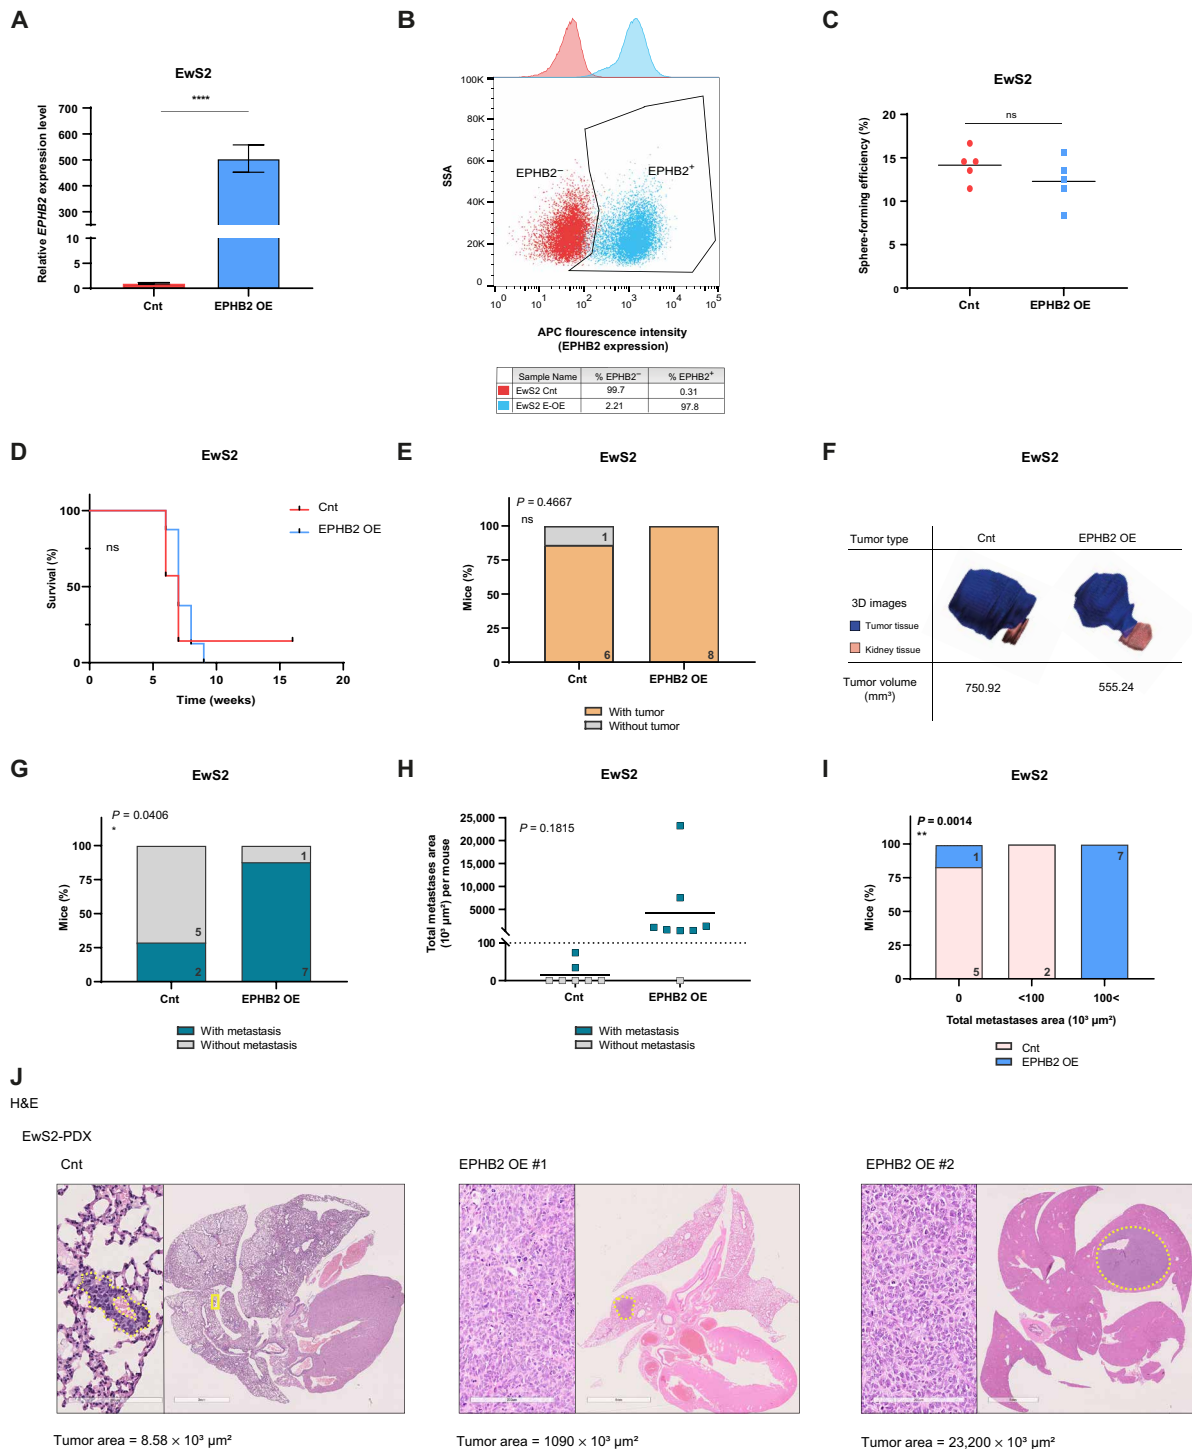 A
EwS2
****
Relative EPHB2 expression level
700
600
500
400
300
10
5
0
Cnt
EPHB2 OE
B
100K
80K
60K
40K
20K
0
SSA
EPHB2⁻
EPHB2⁺
10⁰
10¹
10²
10³
10⁴
10⁵
APC flourescence intensity
(EPHB2 expression)
Sample Name
% EPHB2⁻
% EPHB2⁺
EwS2 Cnt
99.7
0.31
EwS2 E-OE
2.21
97.8
C
EwS2
ns
Sphere-forming efficiency (%)
20
15
10
5
0
Cnt
EPHB2 OE
D
EwS2
Cnt
EPHB2 OE
ns
Survival (%)
100
50
0
0
5
10
15
20
Time (weeks)
E
EwS2
P = 0.4667
ns
Mice (%)
100
75
50
25
0
1
6
8
Cnt
EPHB2 OE
With tumor
Without tumor
F
EwS2
Tumor type
Cnt
EPHB2 OE
3D images
Tumor tissue
Kidney tissue
Tumor volume
(mm³)
750.92
555.24
G
EwS2
P = 0.0406
*
Mice (%)
100
75
50
25
0
5
2
1
7
Cnt
EPHB2 OE
With metastasis
Without metastasis
H
EwS2
P = 0.1815
Total metastases area
(10³ µm²) per mouse
25,000
20,000
15,000
10,000
5000
100
0
Cnt
EPHB2 OE
With metastasis
Without metastasis
I
EwS2
P = 0.0014
**
Mice (%)
100
75
50
25
0
1
5
2
7
0
<100
100<
Total metastases area (10³ µm²)
Cnt
EPHB2 OE
J
H&E
EwS2-PDX
Cnt
EPHB2 OE #1
EPHB2 OE #2
Tumor area = 8.58 × 10³ µm²
Tumor area = 1090 × 10³ µm²
Tumor area = 23,200 × 10³ µm²